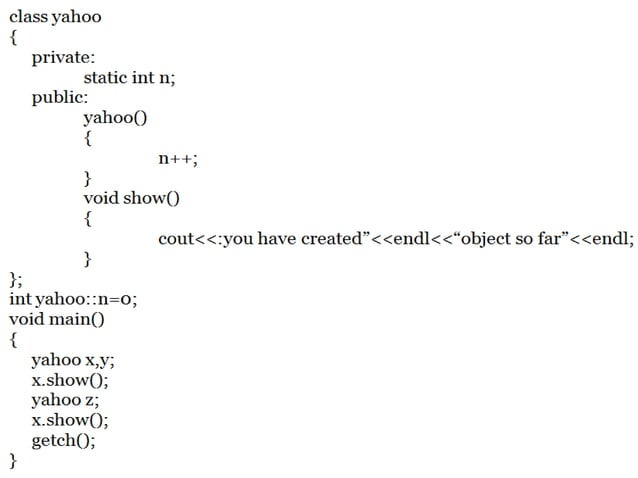 class yahoo
{
private:
static int n;
public:
yahoo()
{
n++;
}
void show()
{
cout<<:you have created”<<endl<<“object so far”<<endl;
}
};
int yahoo::n=0;
void main()
{
yahoo x,y;
x.show();
yahoo z;
x.show();
getch();
}